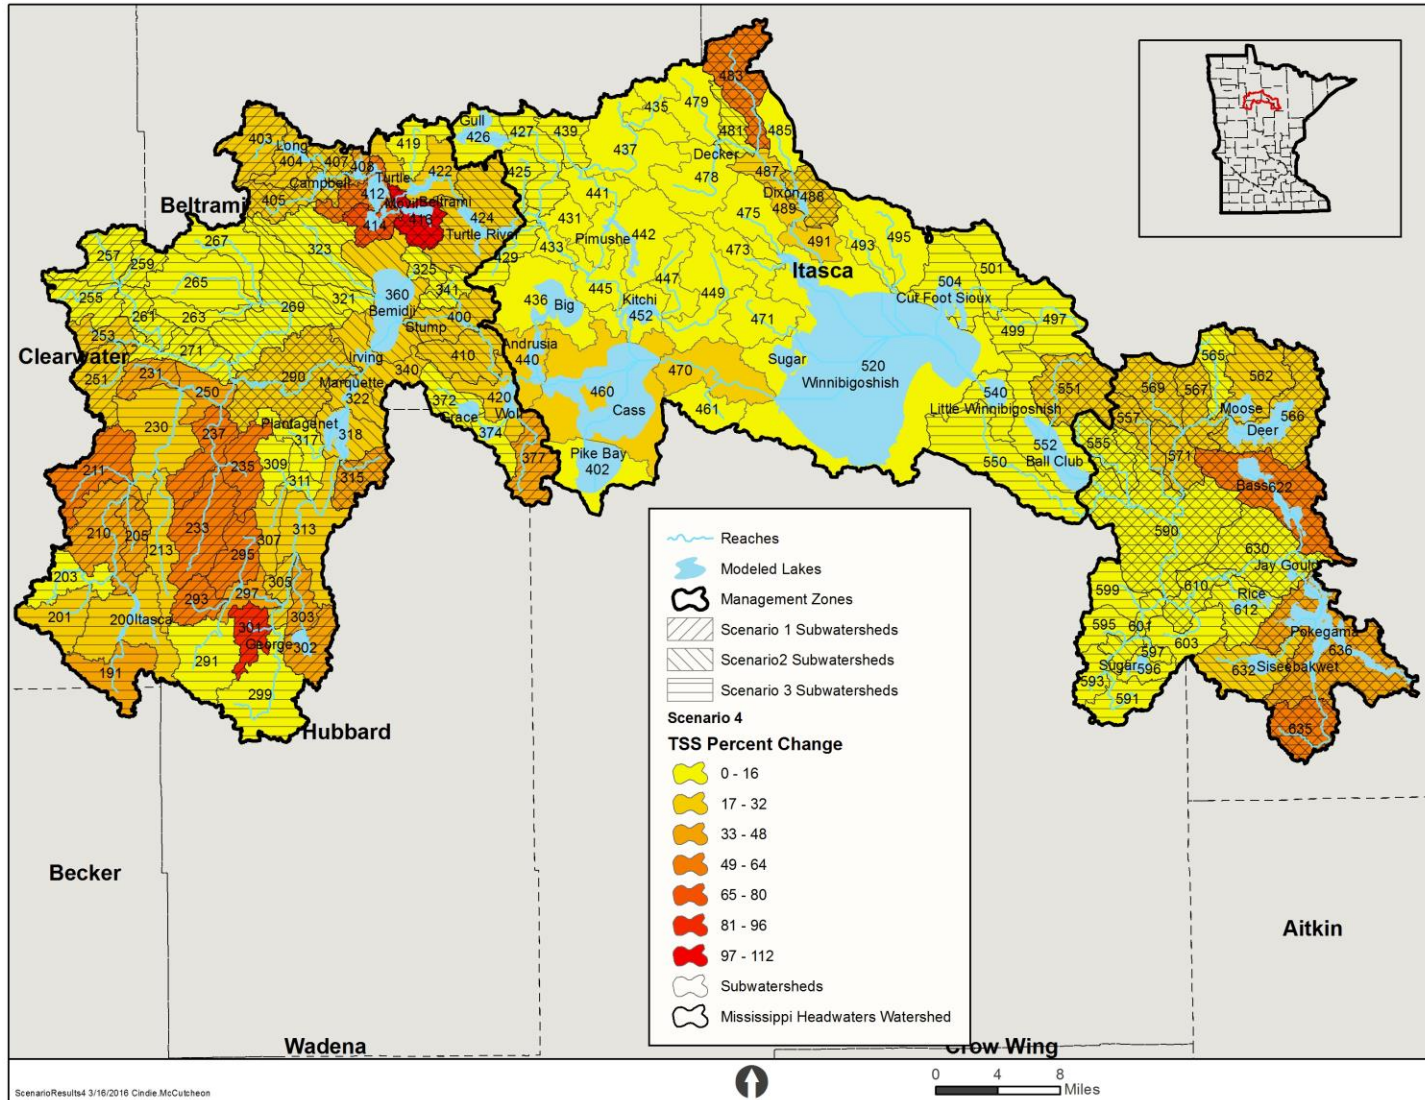 483
479
435
Gull
426
427
439
481
485
419
437
Decker
403
Long
404
407
408
Turtle
422
425
478
487
Dixon
488
489
Campbell
412
Beltrami
441
405
413
414
424
431
475
Beltrami
Turtle River
Pimushe
442
491
493
495
267
323
433
473
257
259
429
501
325
Itasca
265
445
447
449
Kitchi
504
Cut Foot Sioux
255
321
360
341
436
Big
452
269
Bemidji
400
471
499
497
261
263
Stump
253
271
Andrusia
565
Clearwater
Irving
410
440
Sugar
520
Winnibigoshish
562
251
231
290
340
470
540
551
569
567
Marquette
372
420
460
Cass
250
322
Grace
Wolf
461
Little Winnibigoshish
557
Moose
566
230
237
Plantagenet
374
Deer
317
318
552
555
235
309
Pike Bay
550
Ball Club
571
211
377
402
311
315
Bass
622
210
233
313
590
205
213
307
295
630
Jay Gould
203
305
610
297
599
Rice
293
612
201
200
Itasca
303
301
595
601
Pokegama
George
302
603
636
291
597
Siseebakwet
191
Sugar
596
632
593
299
591
Hubbard
635
Reaches
Modeled Lakes
Management Zones
Scenario 1 Subwatersheds
Scenario2 Subwatersheds
Scenario 3 Subwatersheds
Scenario 4
TSS Percent Change
0 - 16
17 - 32
33 - 48
49 - 64
65 - 80
81 - 96
97 - 112
Subwatersheds
Mississippi Headwaters Watershed
Becker
Aitkin
Wadena
Crow Wing
0 4 8
Miles
ScenarioResults4 3/16/2016 Cindie.McCutcheon